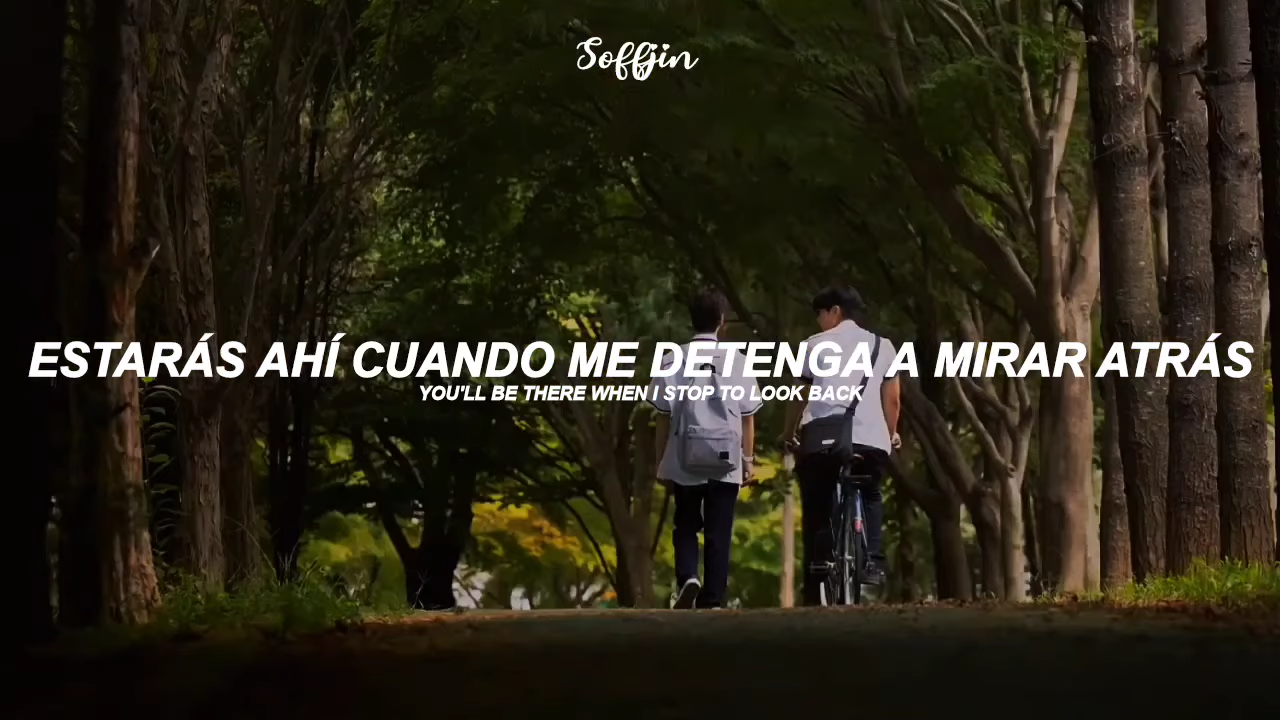 Soffjin
ESTARÁS AHÍ CUANDO ME DETENGA A MIRAR ATRÁS
YOU'LL BE THERE WHEN I STOP TO LOOK BACK